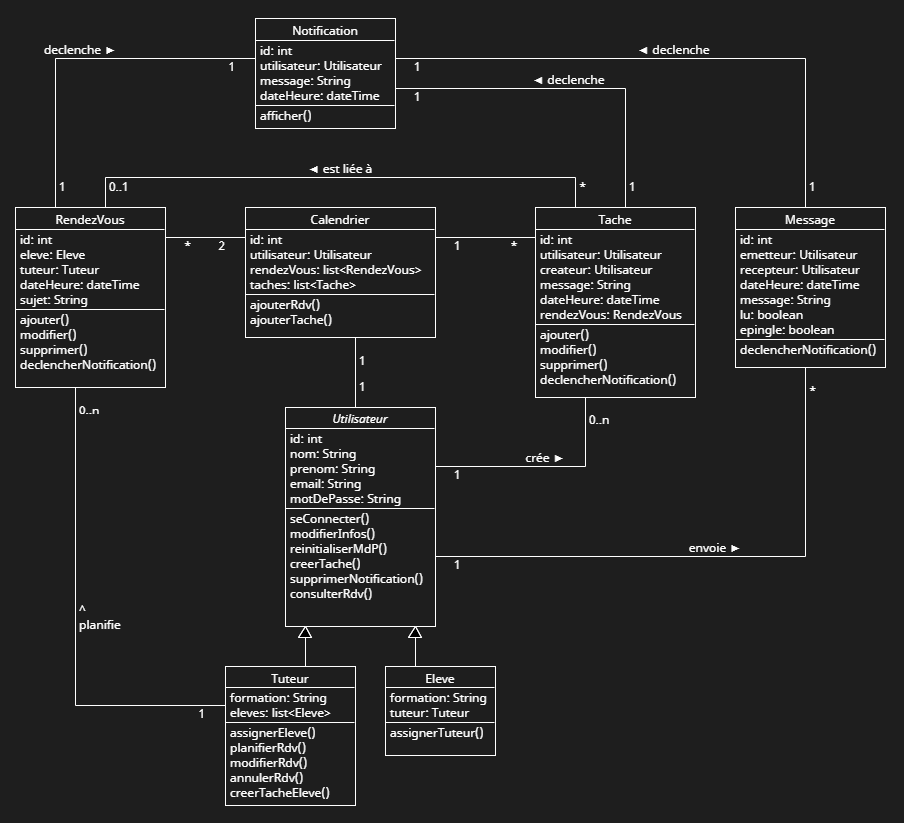 Notification
id: int
utilisateur: Utilisateur
message: String
dateHeure: dateTime
afficher()
declenche ►
1
1
◄ declenche
1
1
◄ declenche
1
1
◄ est liée à
0..1
*
RendezVous
id: int
eleve: Eleve
tuteur: Tuteur
dateHeure: dateTime
sujet: String
ajouter()
modifier()
supprimer()
declencherNotification()
*
2
Calendrier
id: int
utilisateur: Utilisateur
rendezVous: list<RendezVous>
taches: list<Tache>
ajouterRdv()
ajouterTache()
1
*
Tache
id: int
utilisateur: Utilisateur
createur: Utilisateur
message: String
dateHeure: dateTime
rendezVous: RendezVous
ajouter()
modifier()
supprimer()
declencherNotification()
Message
id: int
emetteur: Utilisateur
recepteur: Utilisateur
dateHeure: dateTime
message: String
lu: boolean
epingle: boolean
declencherNotification()
1
1
Utilisateur
id: int
nom: String
prenom: String
email: String
motDePasse: String
seConnecter()
modifierInfos()
reinitialiserMdP()
creerTache()
supprimerNotification()
consulterRdv()
0..n
crée ►
1
*
envoie ►
1
0..n
^
planifie
1
Tuteur
formation: String
eleves: list<Eleve>
assignerEleve()
planifierRdv()
modifierRdv()
annulerRdv()
creerTacheEleve()
Eleve
formation: String
tuteur: Tuteur
assignerTuteur()